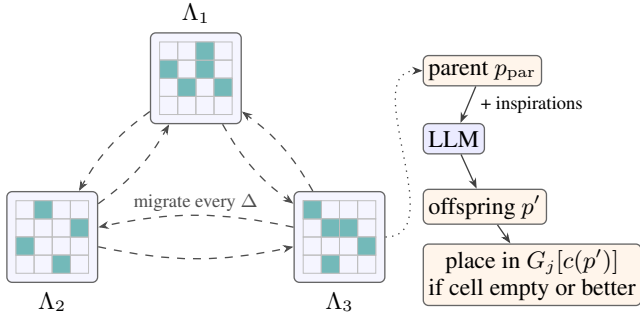 Λ₁
parent p_par
+ inspirations
LLM
migrate every Δ
offspring p′
place in G_j[c(p′)]
if cell empty or better
Λ₂
Λ₃